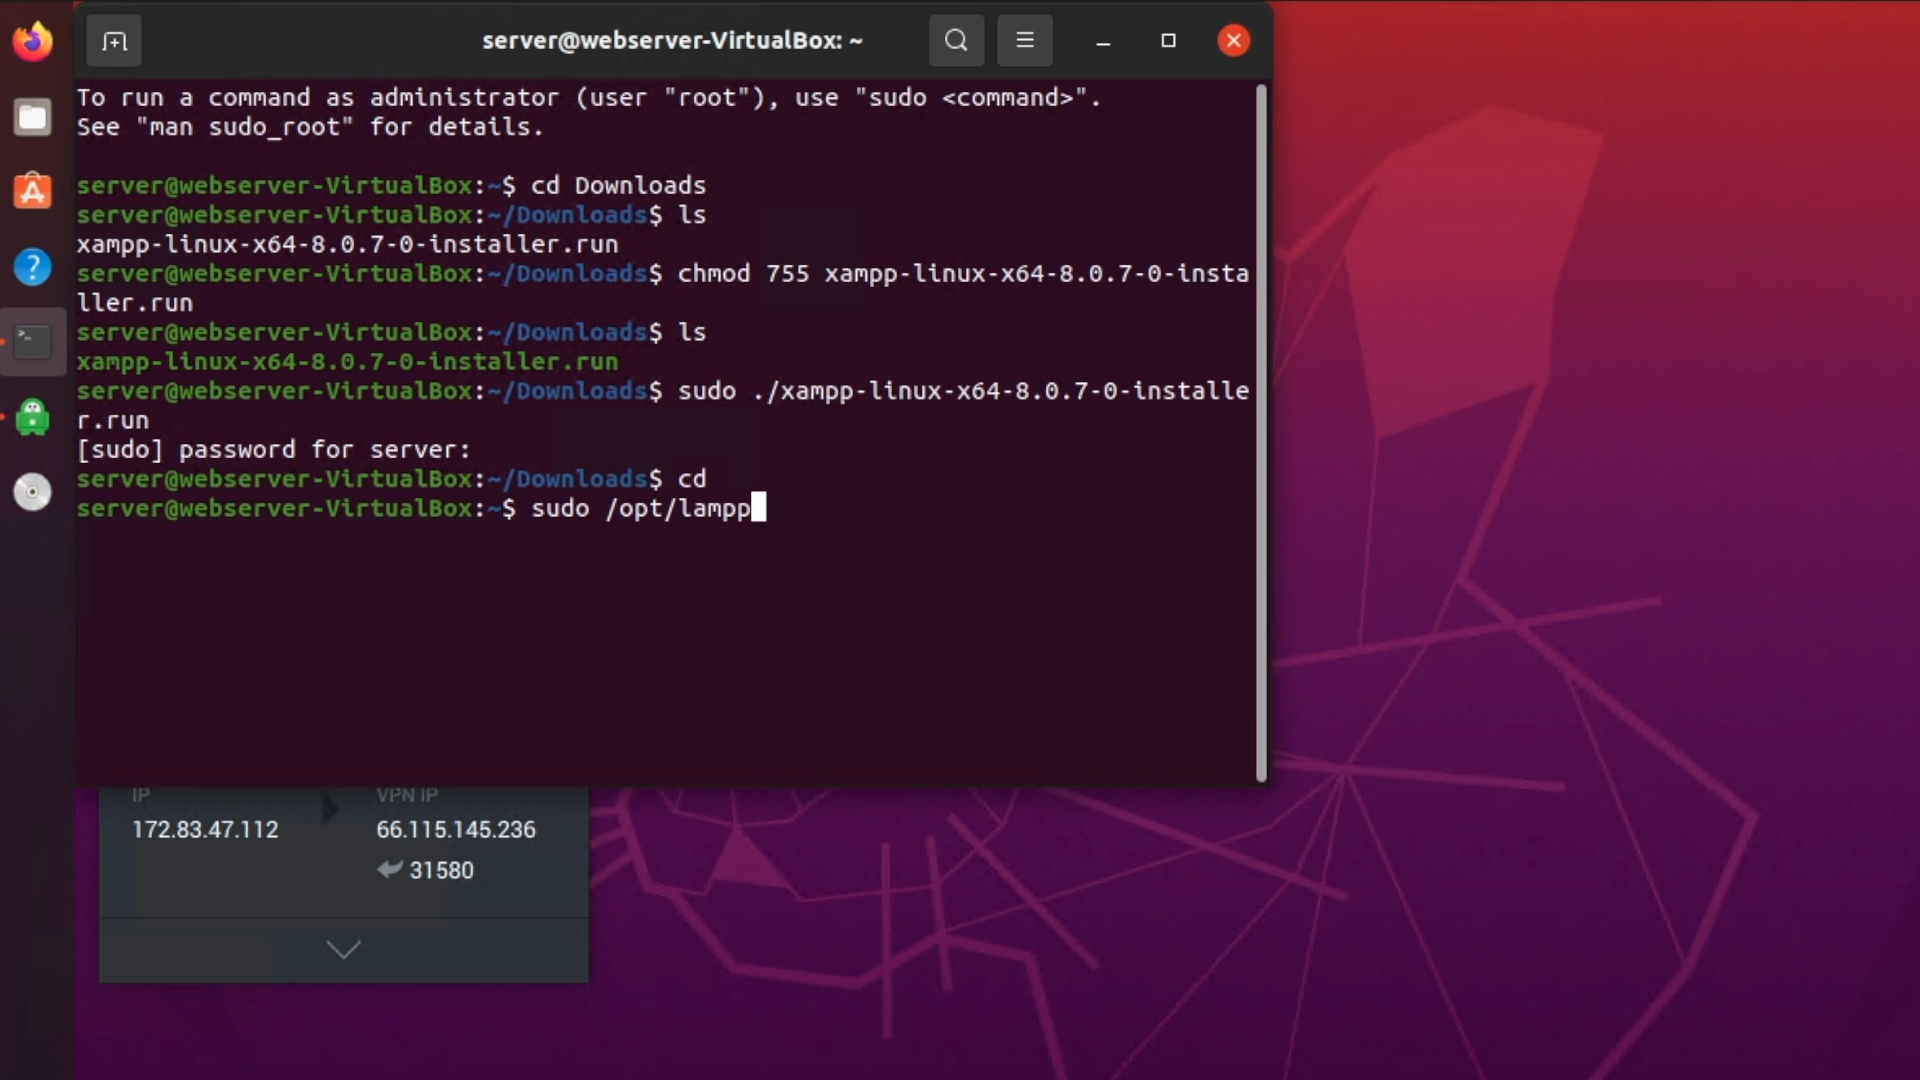 server@webserver-VirtualBox: ~
To run a command as administrator (user "root"), use "sudo <command>".
See "man sudo_root" for details.
server@webserver-VirtualBox:~$ cd Downloads
server@webserver-VirtualBox:~/Downloads$ ls
xampp-linux-x64-8.0.7-0-installer.run
server@webserver-VirtualBox:~/Downloads$ chmod 755 xampp-linux-x64-8.0.7-0-insta
ller.run
server@webserver-VirtualBox:~/Downloads$ ls
xampp-linux-x64-8.0.7-0-installer.run
server@webserver-VirtualBox:~/Downloads$ sudo ./xampp-linux-x64-8.0.7-0-installe
r.run
[sudo] password for server:
server@webserver-VirtualBox:~/Downloads$ cd
server@webserver-VirtualBox:~$ sudo /opt/lampp
IP VPN IP
172.83.47.112 66.115.145.236
31580